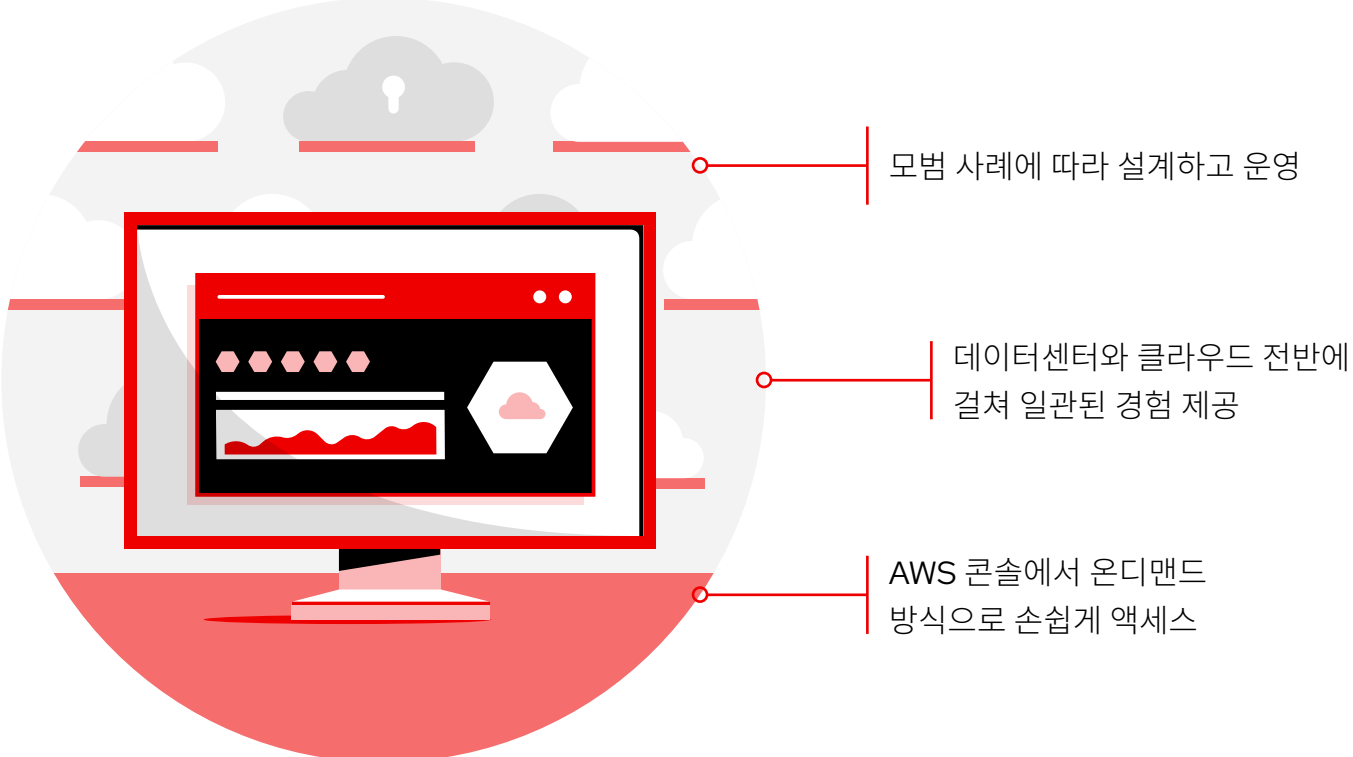 모범 사례에 따라 설계하고 운영
데이터센터와 클라우드 전반에
걸쳐 일관된 경험 제공
AWS 콘솔에서 온디맨드
방식으로 손쉽게 액세스